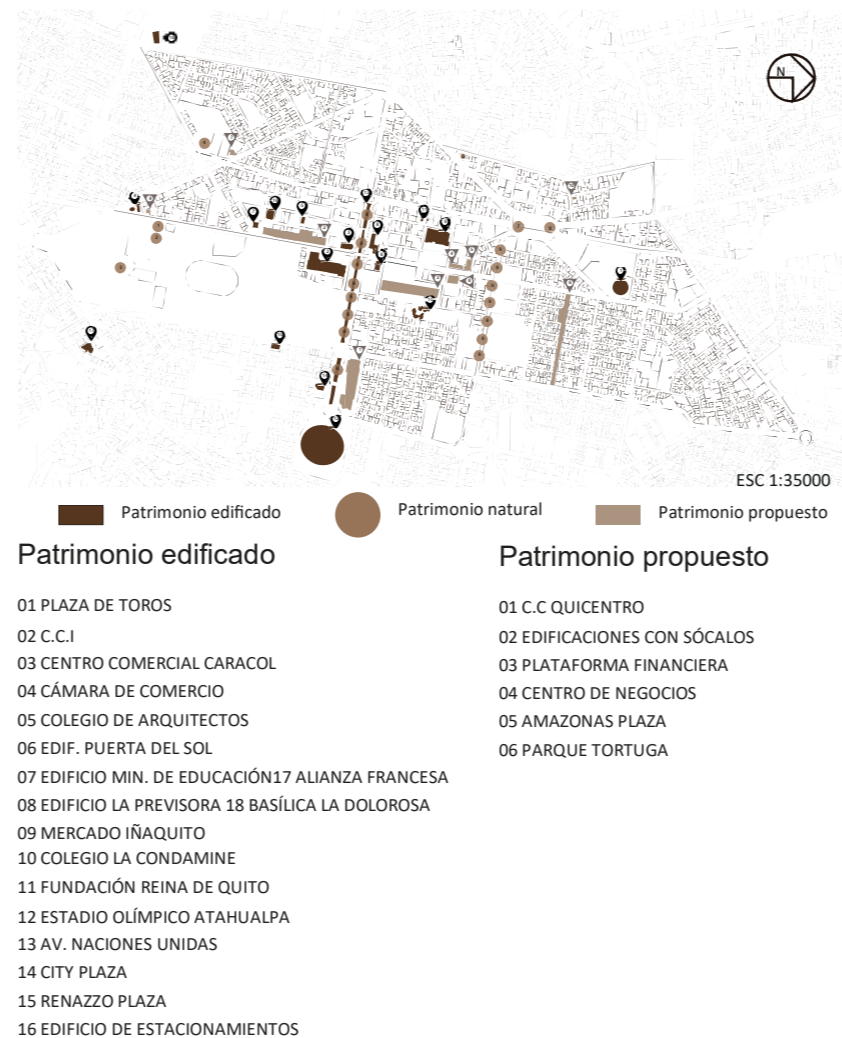 N
ESC 1:35000
Patrimonio edificado
Patrimonio natural
Patrimonio propuesto
Patrimonio edificado
01 PLAZA DE TOROS
02 C.C.I
03 CENTRO COMERCIAL CARACOL
04 CÁMARA DE COMERCIO
05 COLEGIO DE ARQUITECTOS
06 EDIF. PUERTA DEL SOL
07 EDIFICIO MIN. DE EDUCACIÓN17 ALIANZA FRANCESA
08 EDIFICIO LA PREVISORA 18 BASÍLICA LA DOLOROSA
09 MERCADO IÑAQUITO
10 COLEGIO LA CONDAMINE
11 FUNDACIÓN REINA DE QUITO
12 ESTADIO OLÍMPICO ATAHUALPA
13 AV. NACIONES UNIDAS
14 CITY PLAZA
15 RENAZZO PLAZA
16 EDIFICIO DE ESTACIONAMIENTOS
Patrimonio propuesto
01 C.C QUICENTRO
02 EDIFICACIONES CON SÓCALOS
03 PLATAFORMA FINANCIERA
04 CENTRO DE NEGOCIOS
05 AMAZONAS PLAZA
06 PARQUE TORTUGA